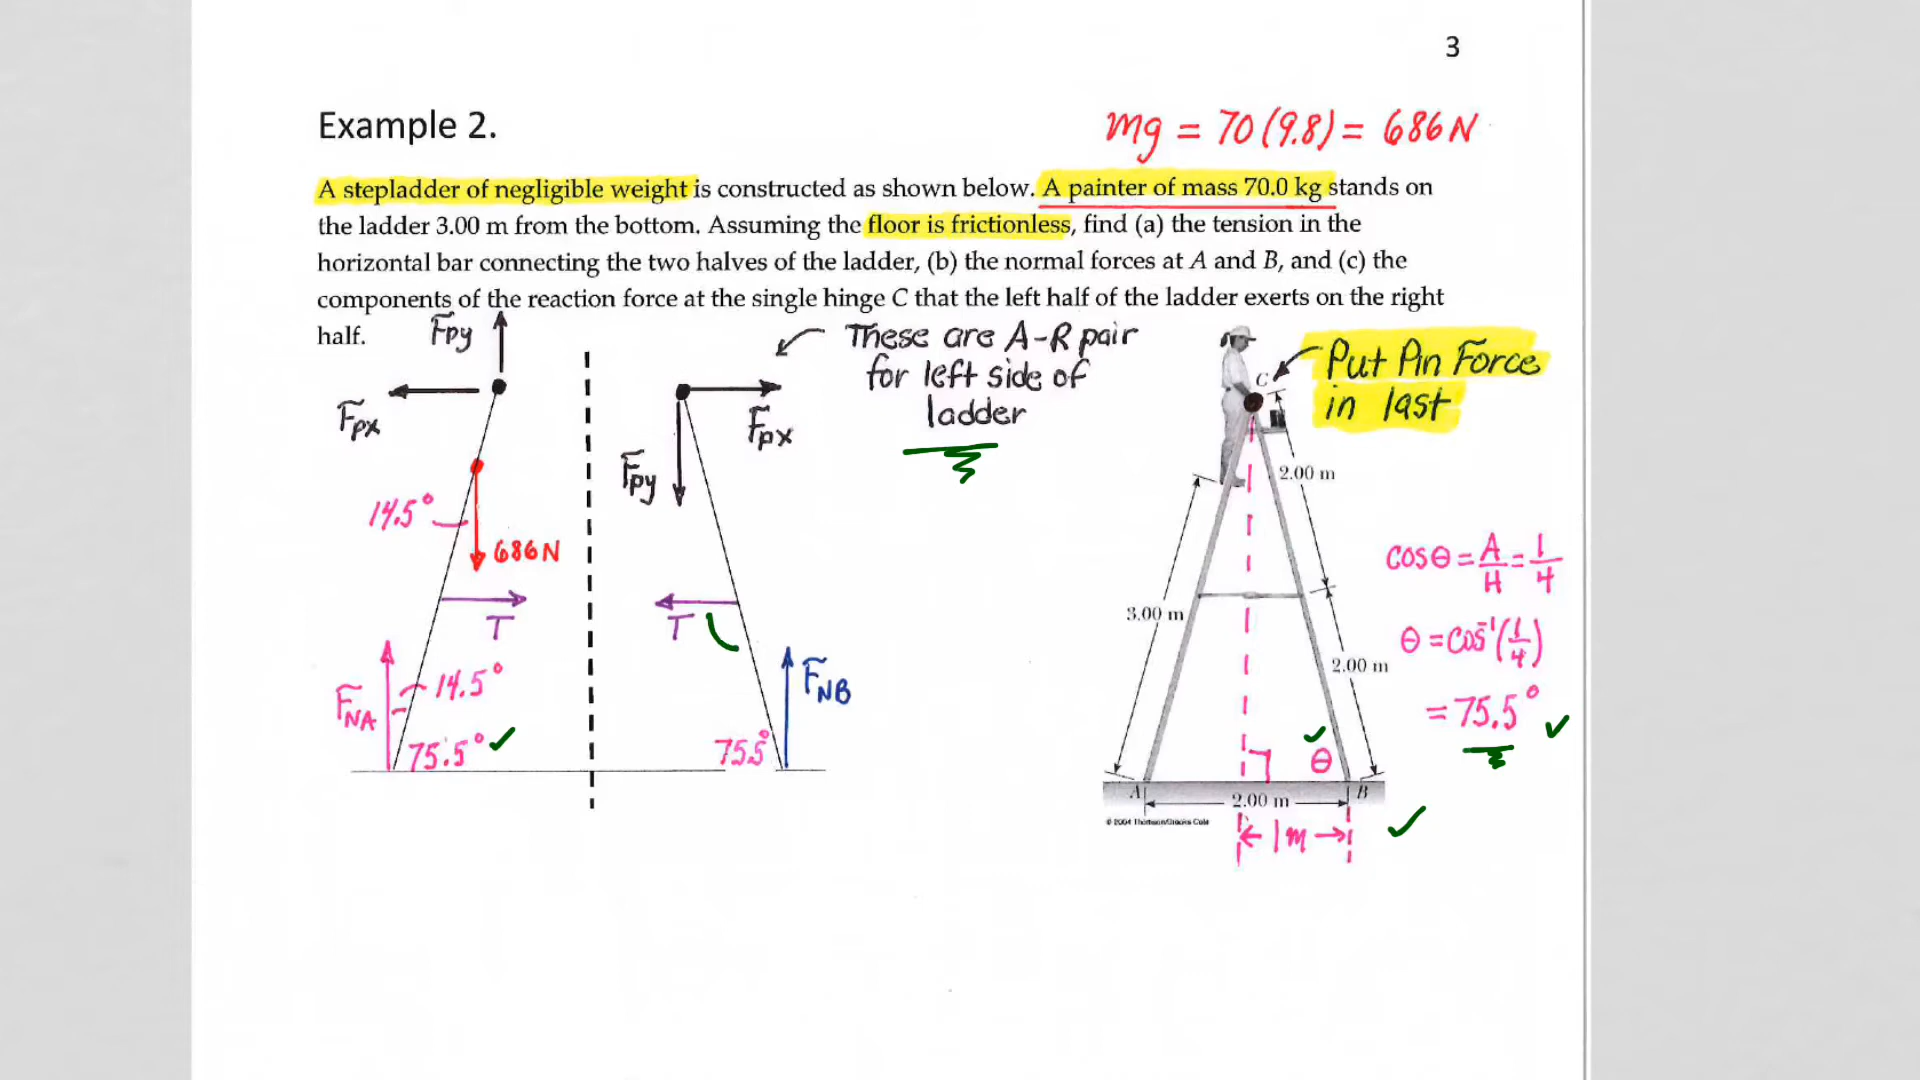 3
Example 2.
mg = 70(9.8) = 686N
A stepladder of negligible weight is constructed as shown below. A painter of mass 70.0 kg stands on
the ladder 3.00 m from the bottom. Assuming the floor is frictionless, find (a) the tension in the
horizontal bar connecting the two halves of the ladder, (b) the normal forces at A and B, and (c) the
components of the reaction force at the single hinge C that the left half of the ladder exerts on the right
half.
Fpy
Fpx
14.5°
686N
T
14.5°
FNA
75.5°
Fpx
Fpy
T
FNB
75.5°
These are A-R pair
for left side of
ladder
Put Pin Force
in last
C
2.00 m
3.00 m
2.00 m
θ
A
B
2.00 m
© 2004 Thomson/Brooks Cole
1m
cosθ = A/H = 1/4
θ = cos⁻¹(1/4)
= 75.5°